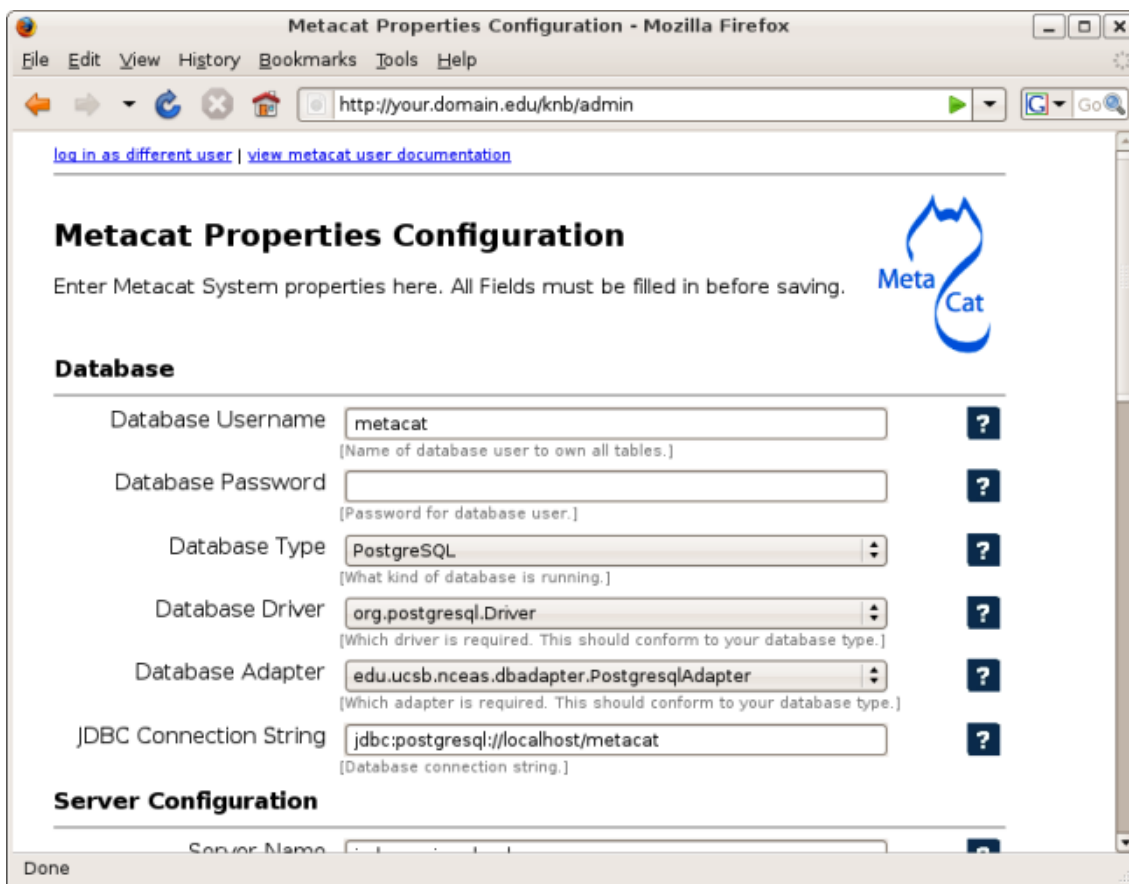 Metacat Properties Configuration - Mozilla Firefox
File Edit View History Bookmarks Tools Help
http://your.domain.edu/knb/admin
G Go
log in as different user | view metacat user documentation
Metacat Properties Configuration
Enter Metacat System properties here. All Fields must be filled in before saving.
Meta
Cat
Database
Database Username metacat ?
[Name of database user to own all tables.]
Database Password ?
[Password for database user.]
Database Type PostgreSQL ?
[What kind of database is running.]
Database Driver org.postgresql.Driver ?
[Which driver is required. This should conform to your database type.]
Database Adapter edu.ucsb.nceas.dbadapter.PostgresqlAdapter ?
[Which adapter is required. This should conform to your database type.]
JDBC Connection String jdbc:postgresql://localhost/metacat ?
[Database connection string.]
Server Configuration
Server Name
Done